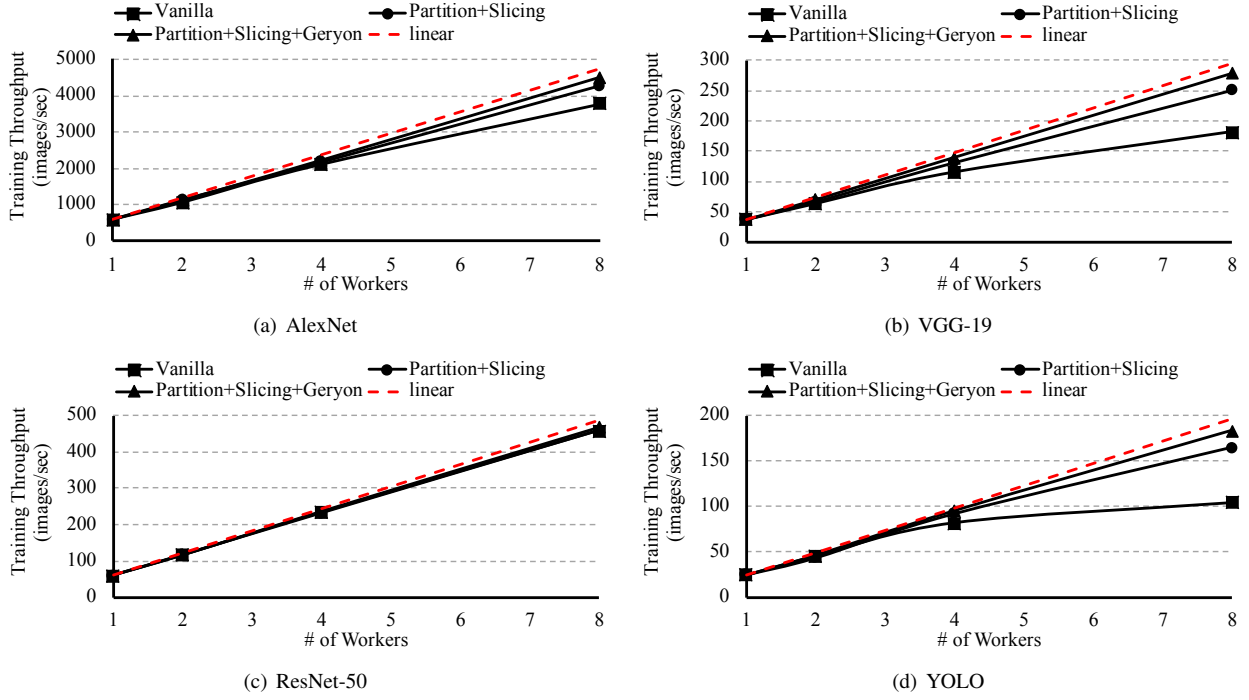 Vanilla Partition+Slicing
Partition+Slicing+Geryon linear
Training Throughput
(images/sec)
5000
4000
3000
2000
1000
0
1 2 3 4 5 6 7 8
# of Workers
(a) AlexNet
Vanilla Partition+Slicing
Partition+Slicing+Geryon linear
Training Throughput
(images/sec)
300
250
200
150
100
50
0
1 2 3 4 5 6 7 8
# of Workers
(b) VGG-19
Vanilla Partition+Slicing
Partition+Slicing+Geryon linear
Training Throughput
(images/sec)
500
400
300
200
100
0
1 2 3 4 5 6 7 8
# of Workers
(c) ResNet-50
Vanilla Partition+Slicing
Partition+Slicing+Geryon linear
Training Throughput
(images/sec)
200
150
100
50
0
1 2 3 4 5 6 7 8
# of Workers
(d) YOLO